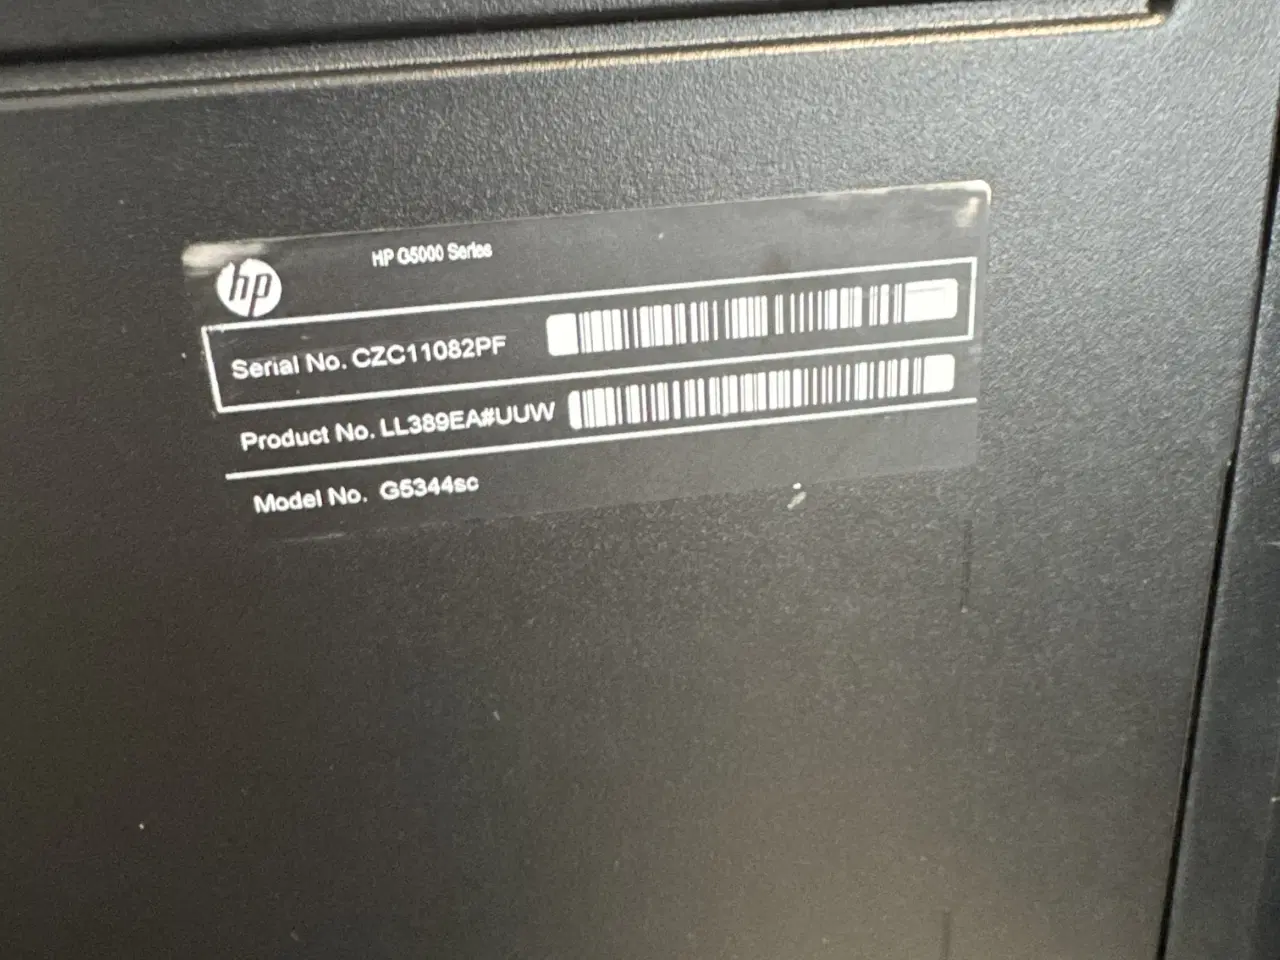 hp
HP G5000 Series
Serial No. CZC11082PF
Product No. LL389EA#UUW
Model No. G5344sc